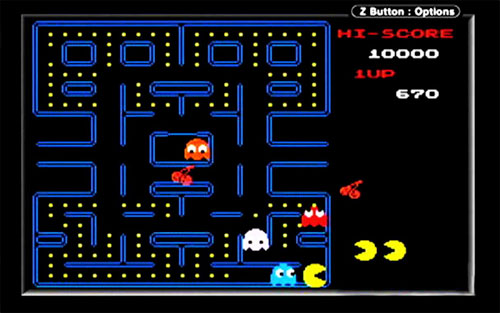 Z Button : Options
HI-SCORE
10000
1UP
670